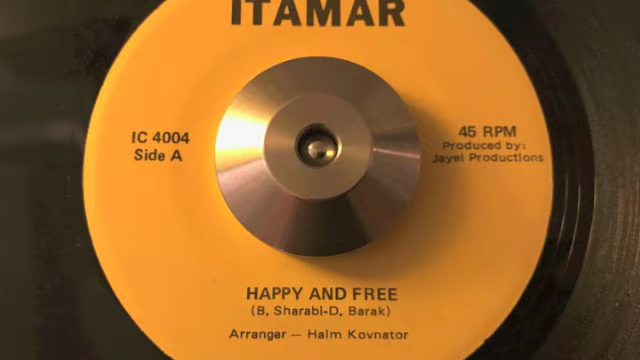 ITAMAR
IC 4004
Side A
45 RPM
Produced by:
Jayel Productions
HAPPY AND FREE
(B. Sharabi-D. Barak)
Arranger — Haim Kovnator